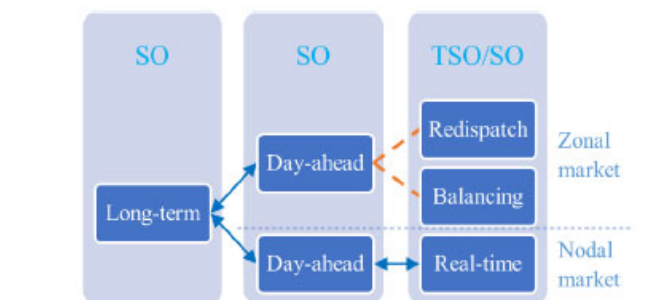 SO
SO
TSO/SO
Redispatch
Zonal
market
Day-ahead
Balancing
Long-term
Day-ahead
Real-time
Nodal
market